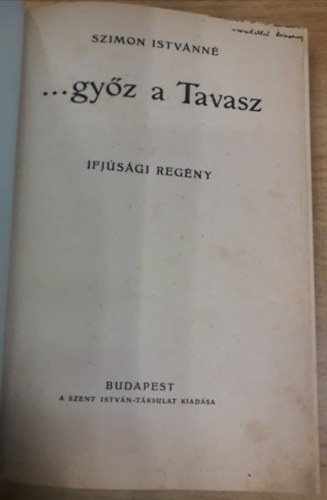 SZIMON ISTVÁNNÉ
...győz a Tavasz
IFJÚSÁGI REGÉNY
BUDAPEST
A SZENT ISTVÁN-TÁRSULAT KIADÁSA